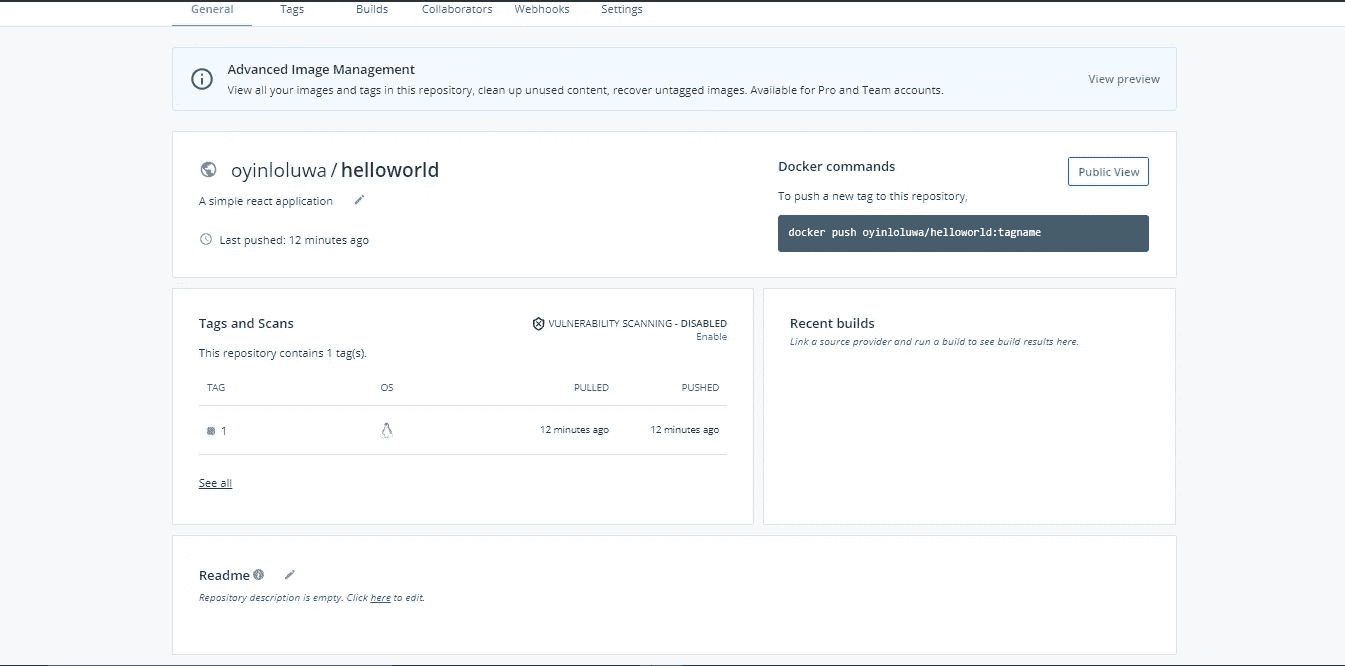 General Tags Builds Collaborators Webhooks Settings
Advanced Image Management
View all your images and tags in this repository, clean up unused content, recover untagged images. Available for Pro and Team accounts.
View preview
oyinloluwa / helloworld
A simple react application
Last pushed: 12 minutes ago
Docker commands
Public View
To push a new tag to this repository,
docker push oyinloluwa/helloworld:tagname
Tags and Scans
VULNERABILITY SCANNING - DISABLED
Enable
This repository contains 1 tag(s).
TAG OS PULLED PUSHED
1 12 minutes ago 12 minutes ago
See all
Recent builds
Link a source provider and run a build to see build results here.
Readme
Repository description is empty. Click here to edit.